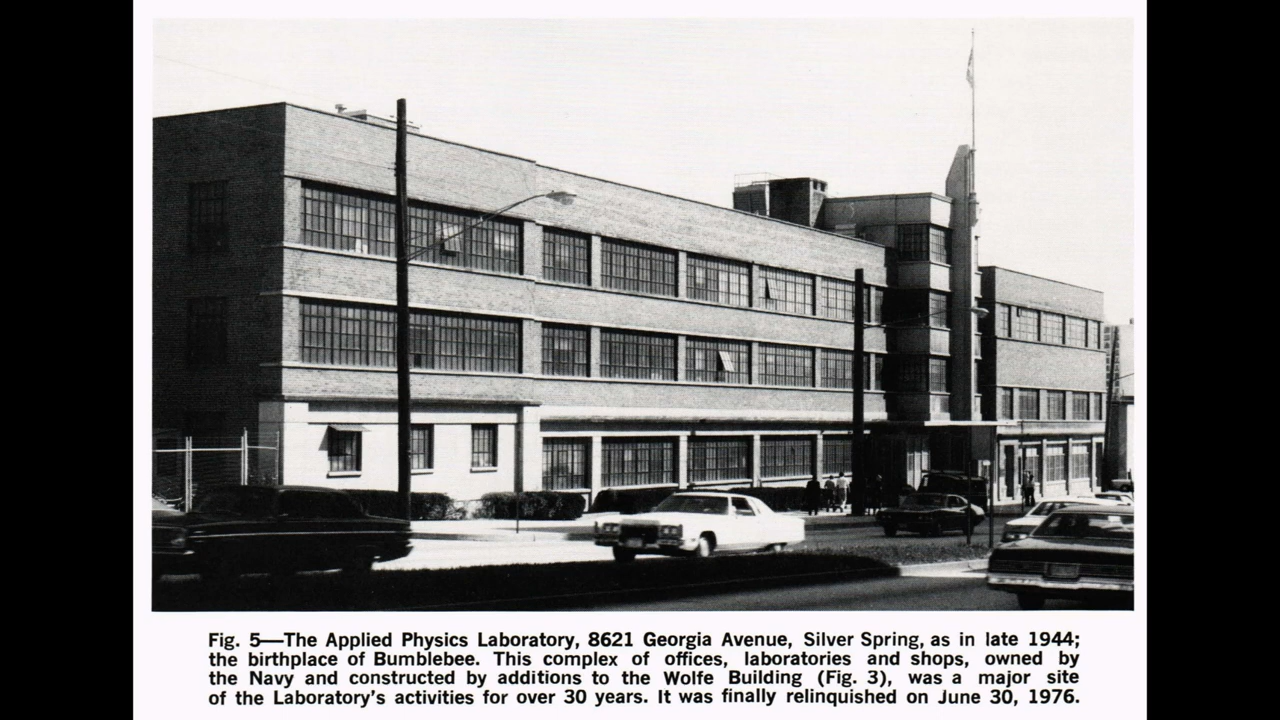 Fig. 5—The Applied Physics Laboratory, 8621 Georgia Avenue, Silver Spring, as in late 1944;
the birthplace of Bumblebee. This complex of offices, laboratories and shops, owned by
the Navy and constructed by additions to the Wolfe Building (Fig. 3), was a major site
of the Laboratory's activities for over 30 years. It was finally relinquished on June 30, 1976.